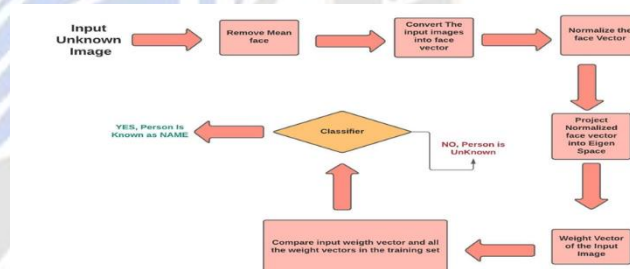 Input
Unknown
Image
Remove Mean
face
Convert The
input images
into face
vector
Normalize the
face Vector
Project
Normalized
face vector
into Eigen
Space
Weight Vector
of the Input
Image
Compare input weigth vector and all
the weight vectors in the training set
Classifier
YES, Person Is
Known as NAME
NO, Person is
UnKnown